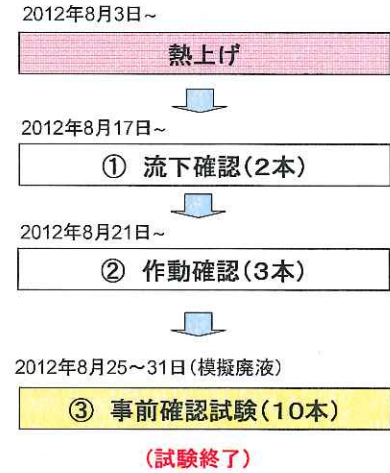 2012年8月3日~
熱上げ
2012年8月17日~
① 流下確認(2本)
2012年8月21日~
② 作動確認(3本)
2012年8月25~31日(模擬廃液)
③ 事前確認試験(10本)
(試験終了)